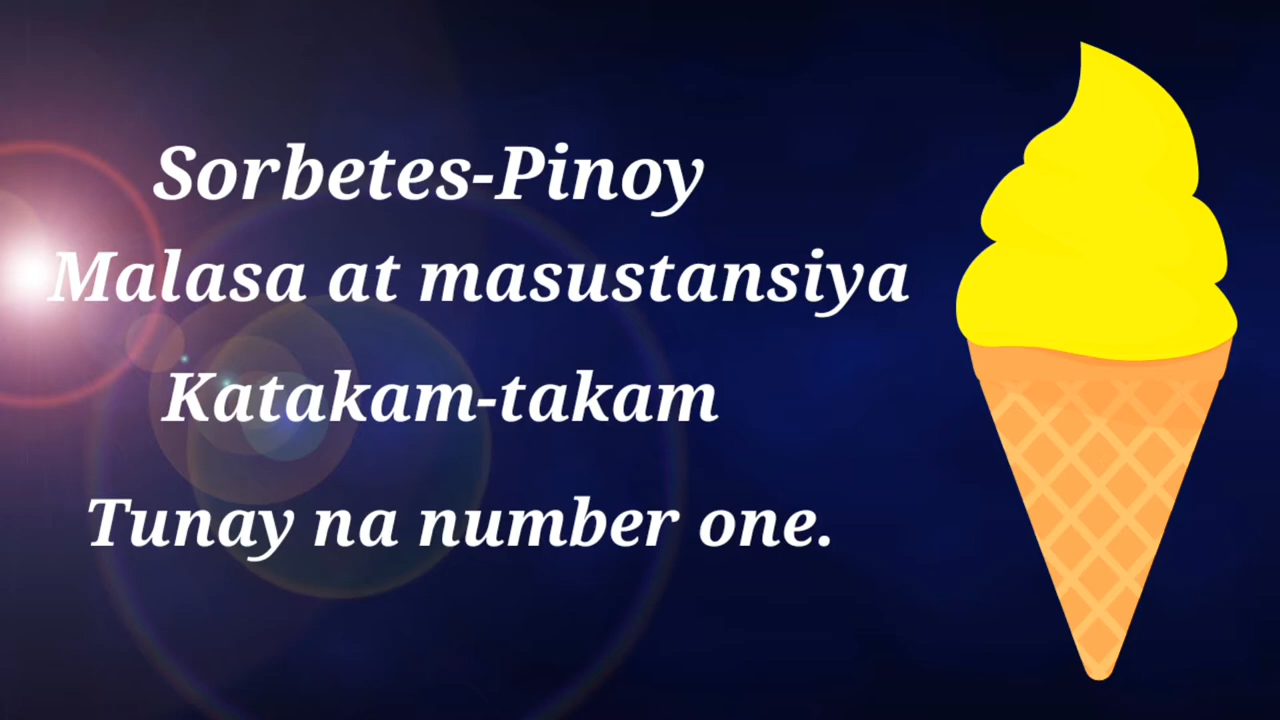 Sorbetes-Pinoy
Malasa at masustansiya
Katakam-takam
Tunay na number one.